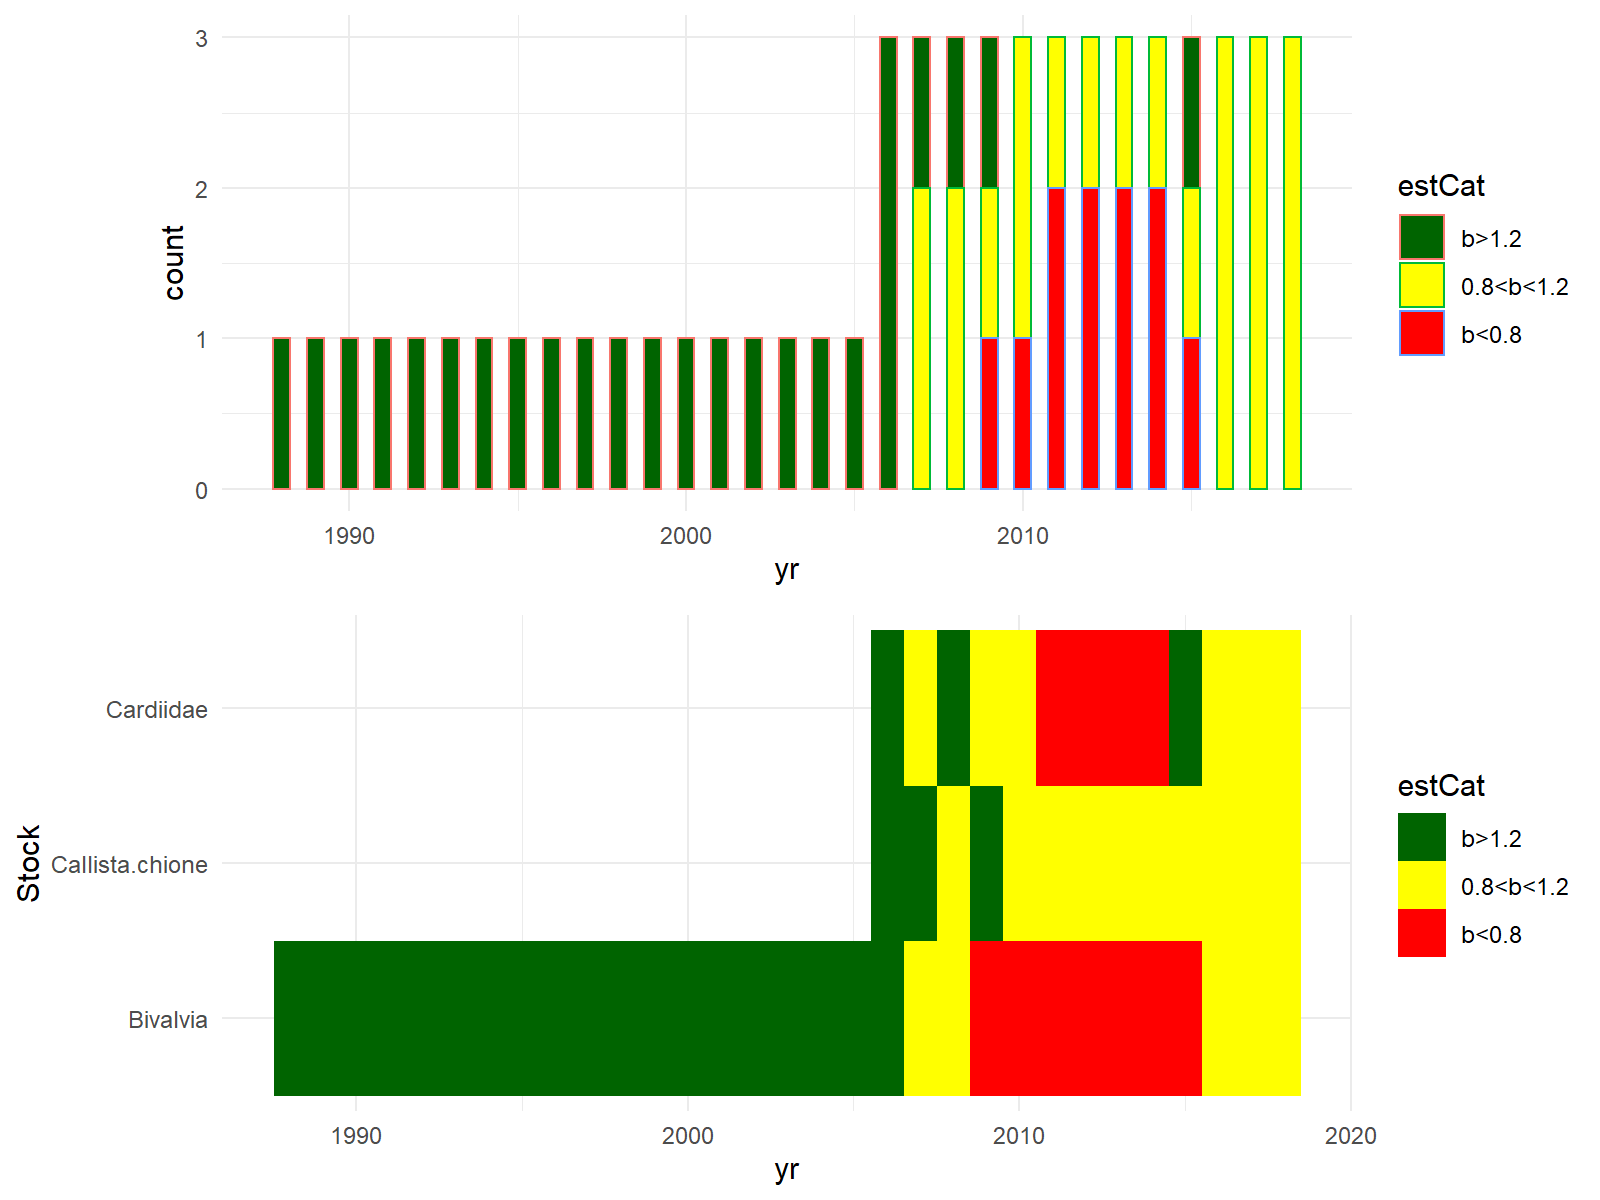 3
2
1
0
count
1990
2000
2010
yr
estCat
b>1.2
0.8<b<1.2
b<0.8
Cardiidae
Callista.chione
Bivalvia
Stock
1990
2000
2010
2020
yr
estCat
b>1.2
0.8<b<1.2
b<0.8